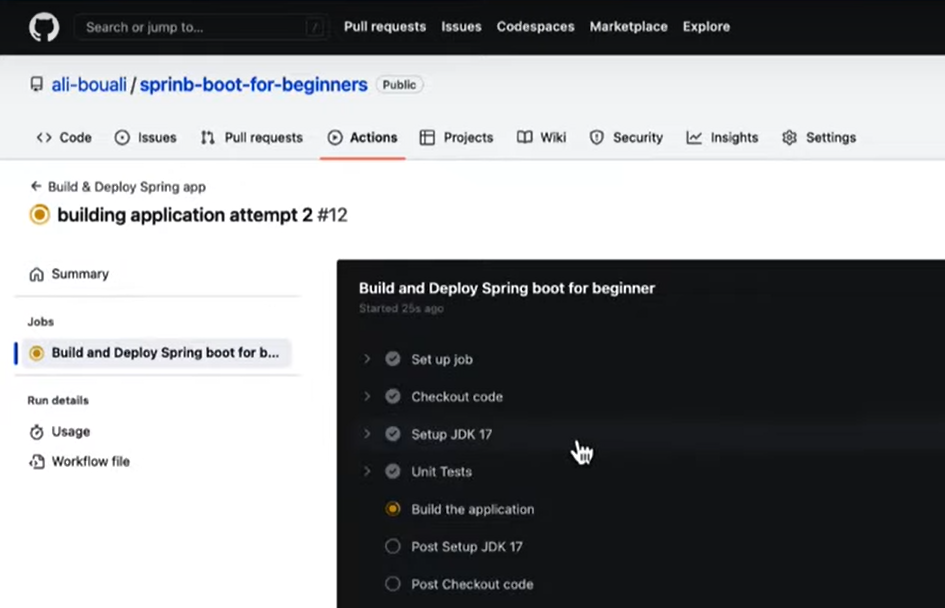 Search or jump to... /
Pull requests Issues Codespaces Marketplace Explore
ali-bouali / sprinb-boot-for-beginners Public
<> Code Issues Pull requests Actions Projects Wiki Security Insights Settings
← Build & Deploy Spring app
building application attempt 2 #12
Summary
Jobs
Build and Deploy Spring boot for b...
Run details
Usage
Workflow file
Build and Deploy Spring boot for beginner
Started 25s ago
Set up job
Checkout code
Setup JDK 17
Unit Tests
Build the application
Post Setup JDK 17
Post Checkout code